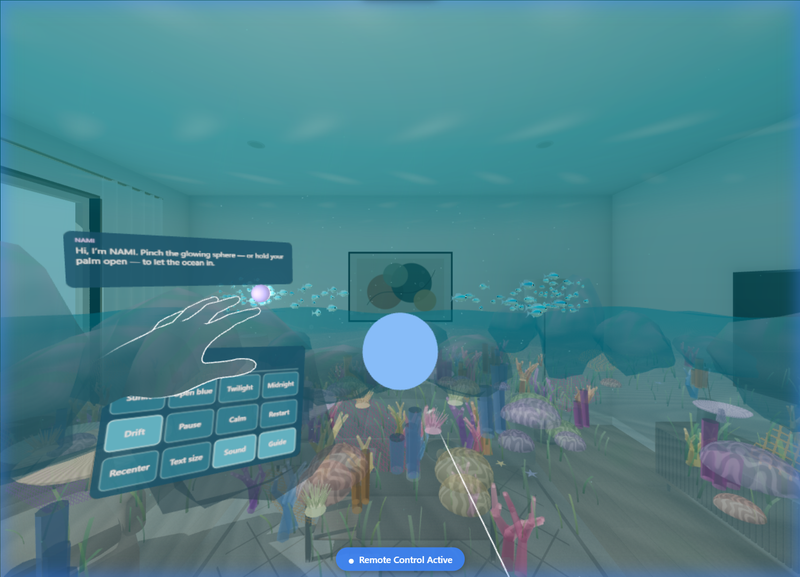 NAMI
Hi, I'm NAMI. Pinch the glowing sphere — or hold your
palm open — to let the ocean in.
Twilight
Midnight
Drift
Pause
Calm
Restart
Recenter
Text size
Sound
Guide
Remote Control Active